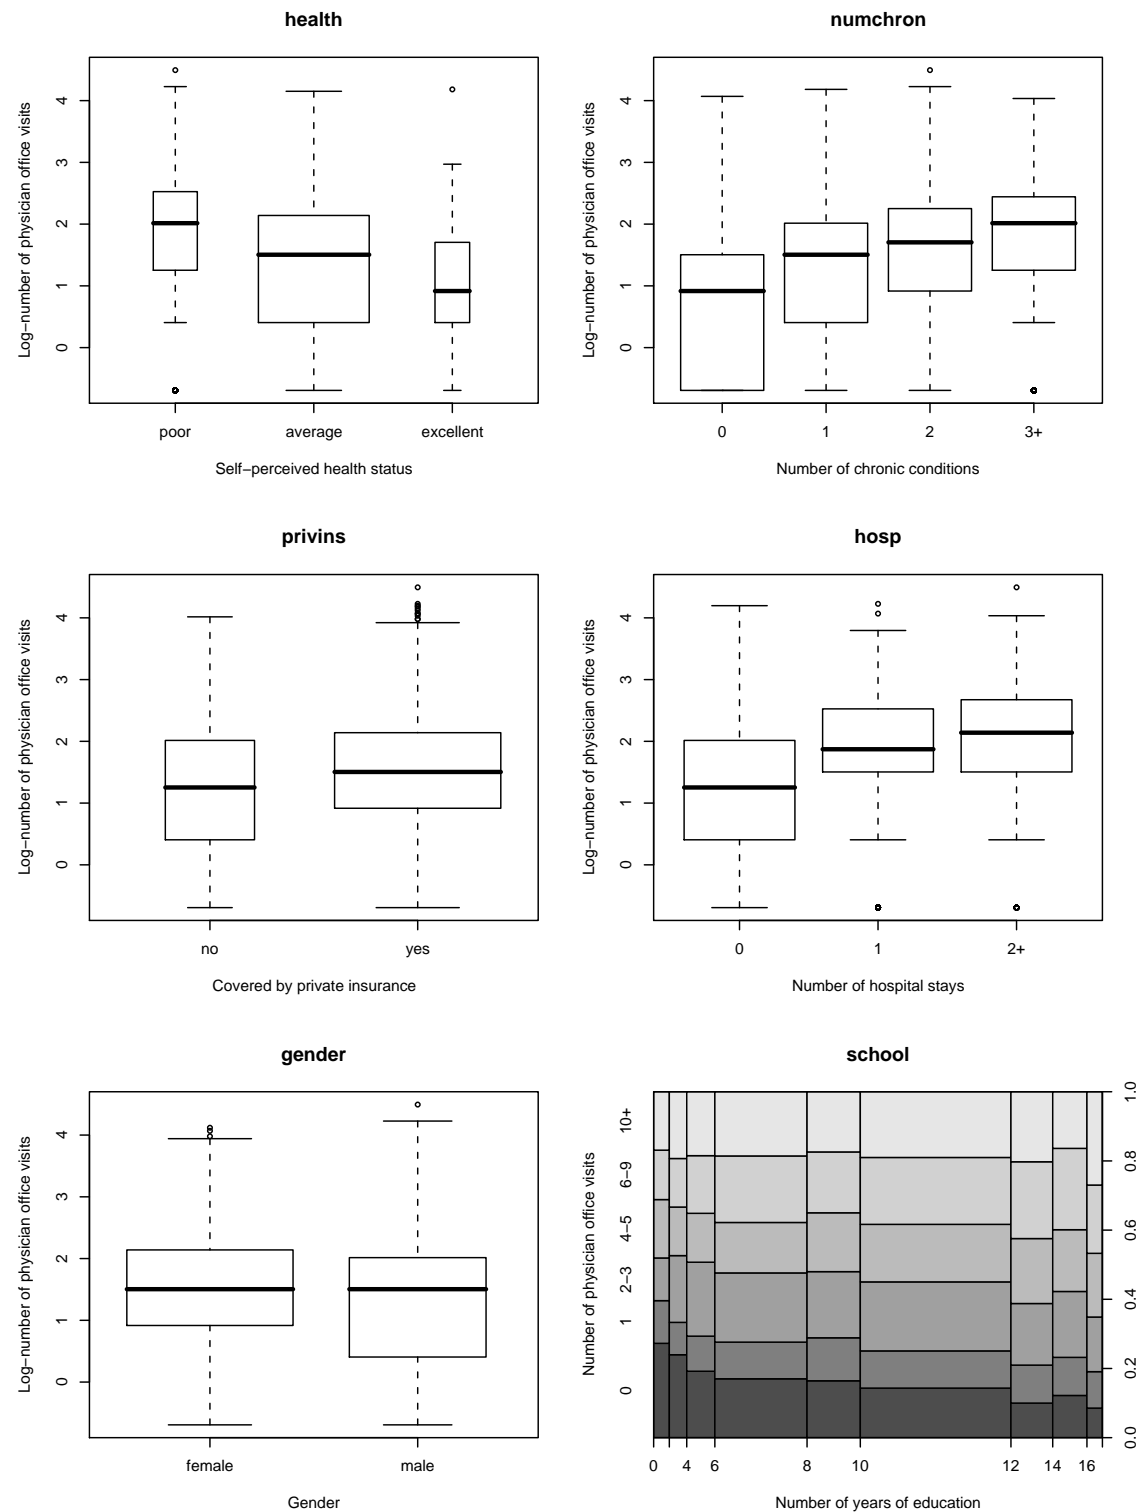 health
Log−number of physician office visits
4
3
2
1
0
poor average excellent
Self−perceived health status
numchron
Log−number of physician office visits
4
3
2
1
0
0 1 2 3+
Number of chronic conditions
privins
Log−number of physician office visits
4
3
2
1
0
no yes
Covered by private insurance
hosp
Log−number of physician office visits
4
3
2
1
0
0 1 2+
Number of hospital stays
gender
Log−number of physician office visits
4
3
2
1
0
female male
Gender
school
Number of physician office visits
10+
6−9
4−5
2−3
1
0
1.0
0.8
0.6
0.4
0.2
0.0
0 4 6 8 10 12 14 16
Number of years of education